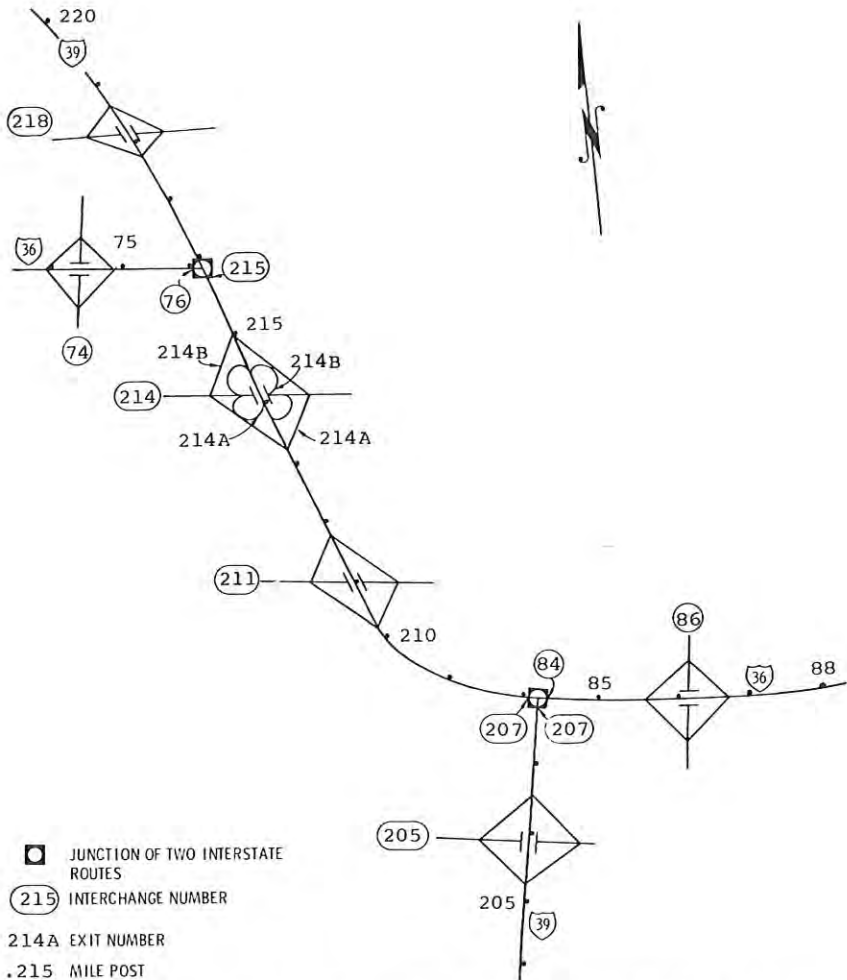 220
39
218
36
75
76
215
74
215
214B
214B
214
214A
214A
211
210
86
84
85
36
88
207
207
205
205
39
JUNCTION OF TWO INTERSTATE
ROUTES
215 INTERCHANGE NUMBER
214A EXIT NUMBER
.215 MILE POST